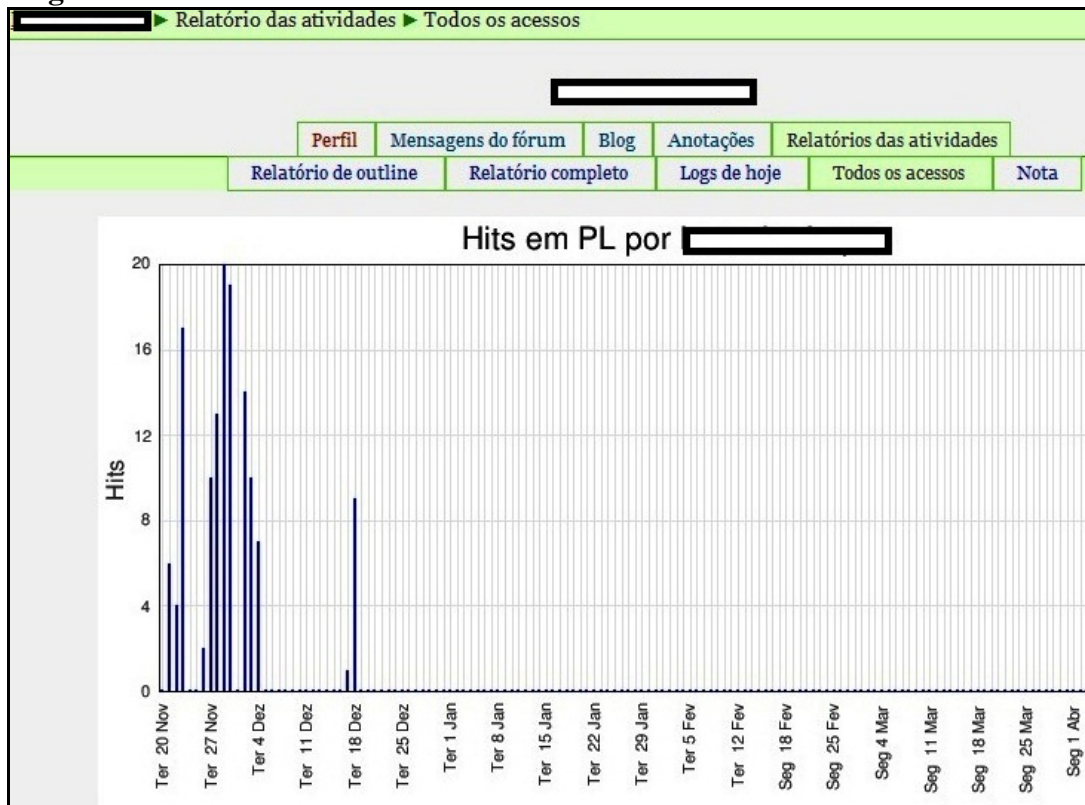 ► Relatório das atividades ► Todos os acessos
Perfil Mensagens do fórum Blog Anotações Relatórios das atividades
Relatório de outline Relatório completo Logs de hoje Todos os acessos Nota
Hits em PL por
20
16
12
8
4
0
Hits
Ter 20 Nov
Ter 27 Nov
Ter 4 Dez
Ter 11 Dez
Ter 18 Dez
Ter 25 Dez
Ter 1 Jan
Ter 8 Jan
Ter 15 Jan
Ter 22 Jan
Ter 29 Jan
Ter 5 Fev
Ter 12 Fev
Seg 18 Fev
Seg 25 Fev
Seg 4 Mar
Seg 11 Mar
Seg 18 Mar
Seg 25 Mar
Seg 1 Abr